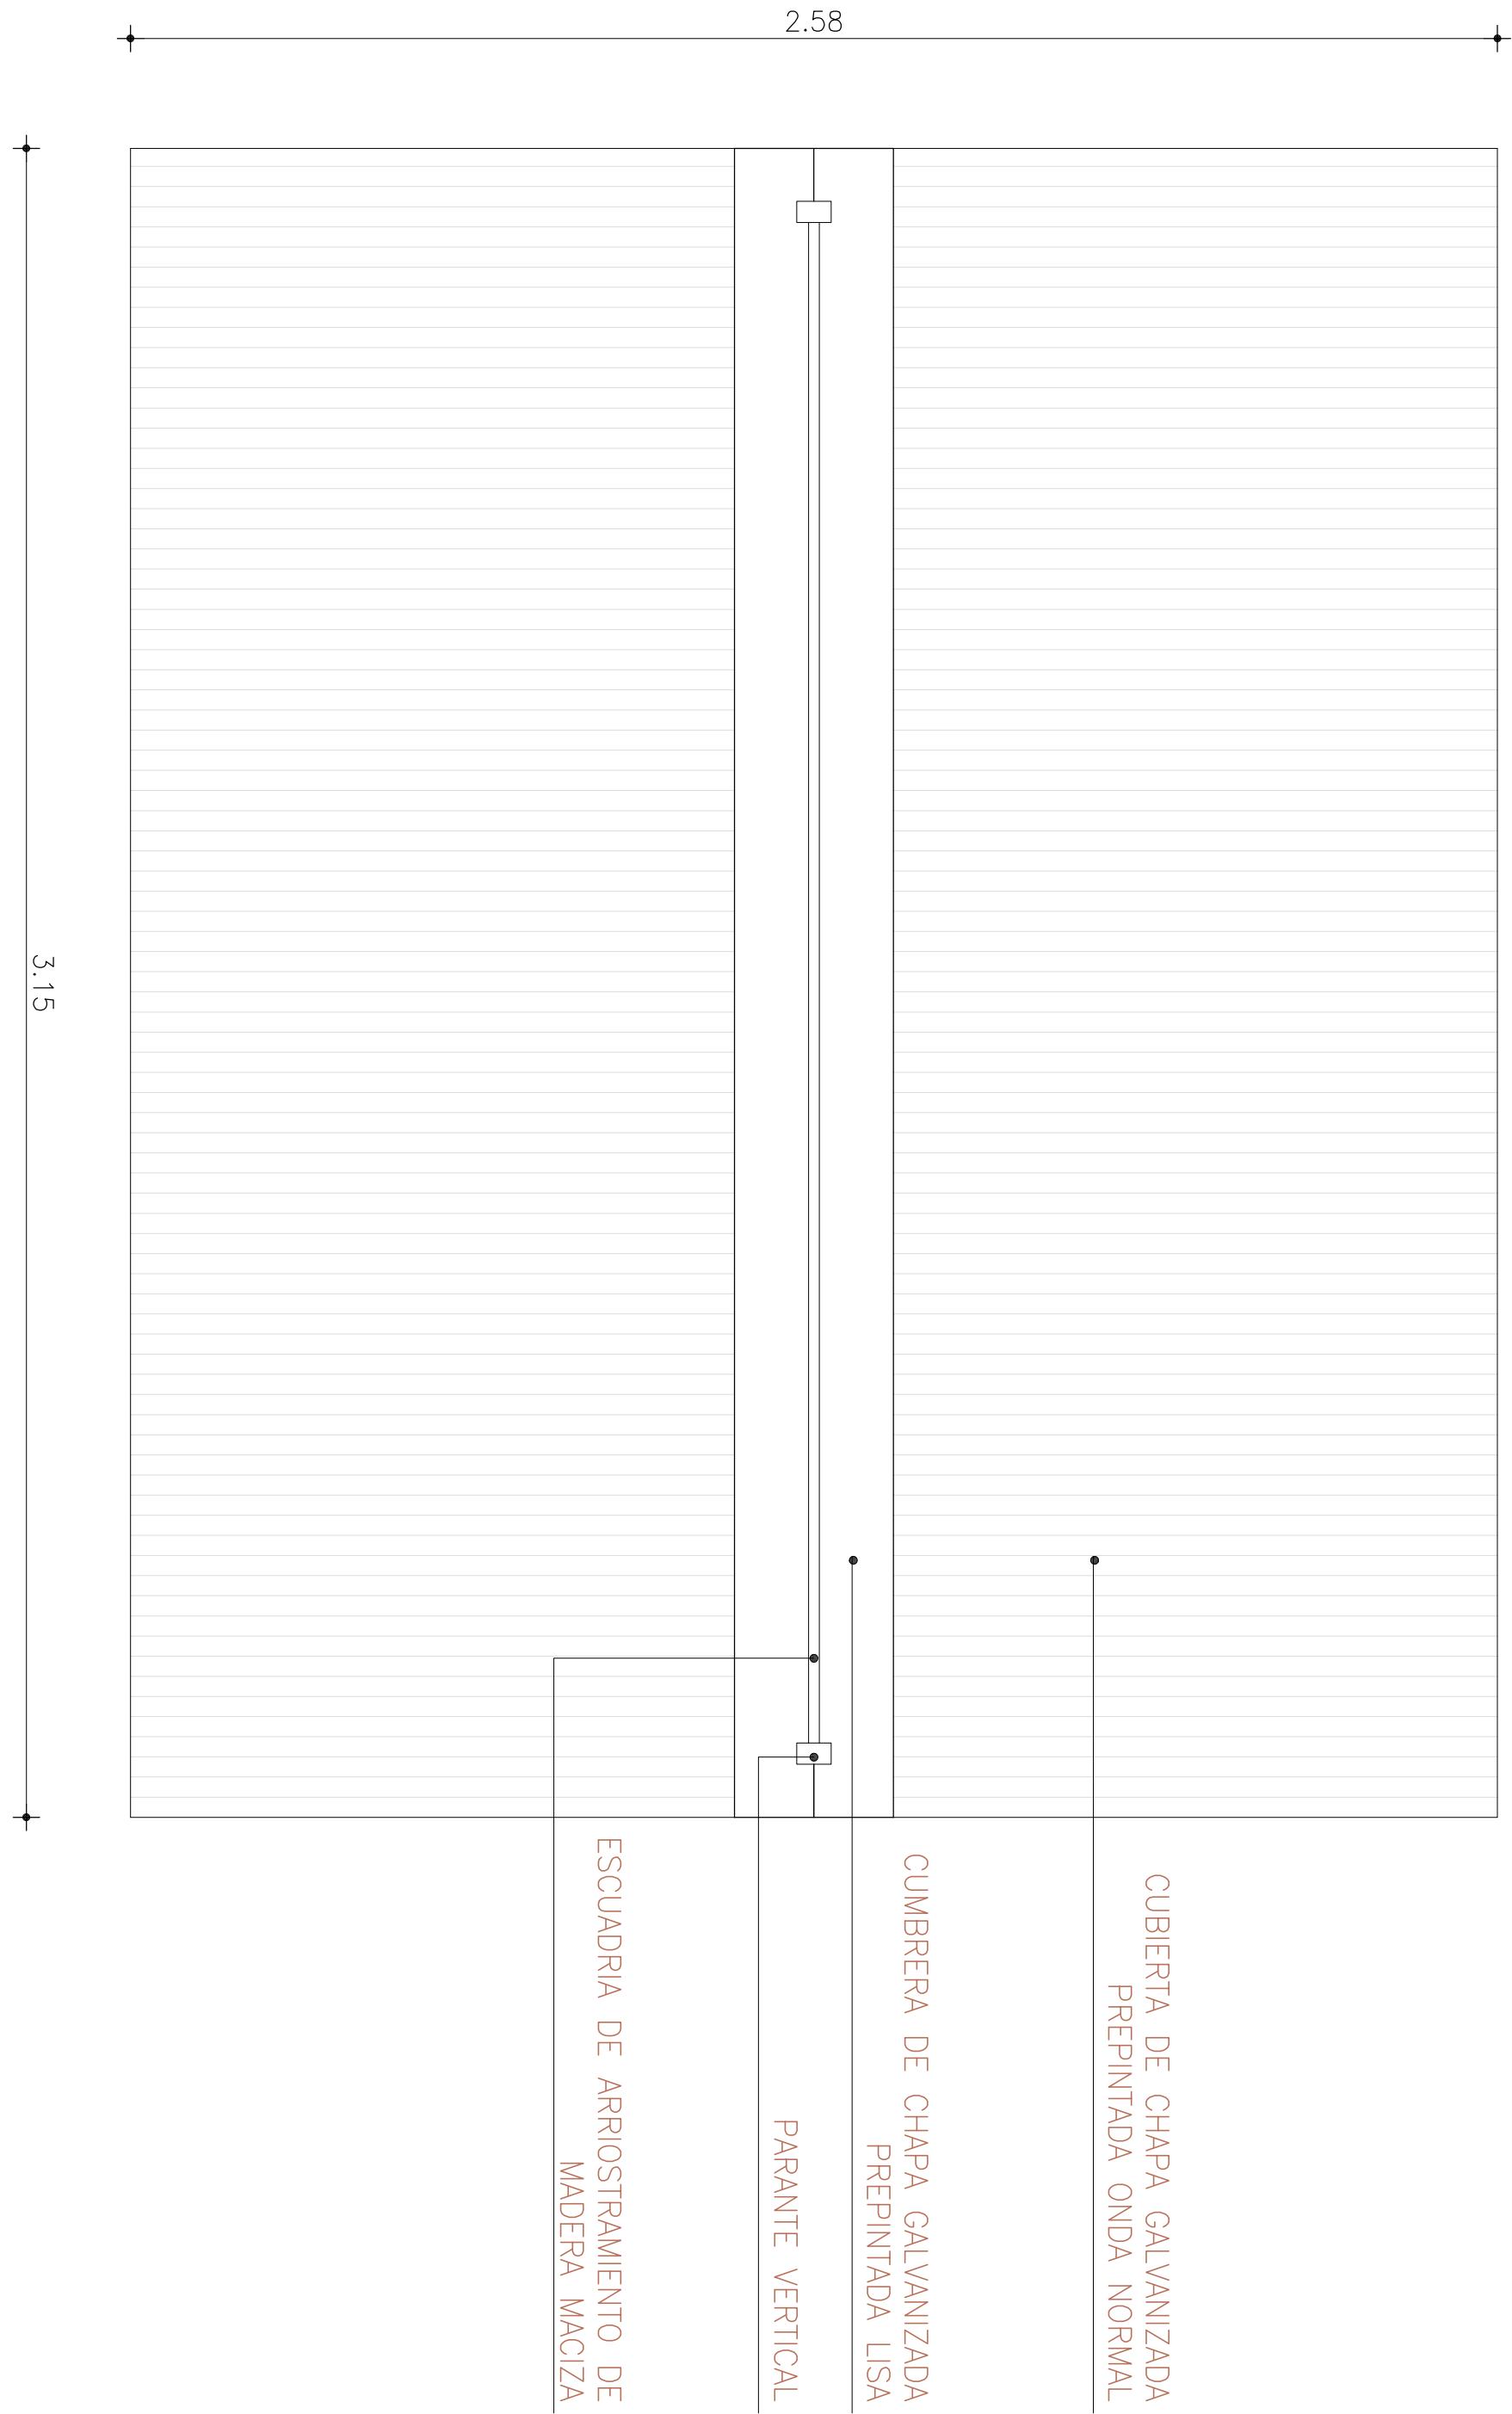 2.58
3.15
CUBIERTA DE CHAPA GALVANIZADA
PREPINTADA ONDA NORMAL
CUMBRERA DE CHAPA GALVANIZADA
PREPINTADA LISA
PARANTE VERTICAL
ESCUADRIA DE ARRIOSTRAMIENTO DE
MADERA MACIZA